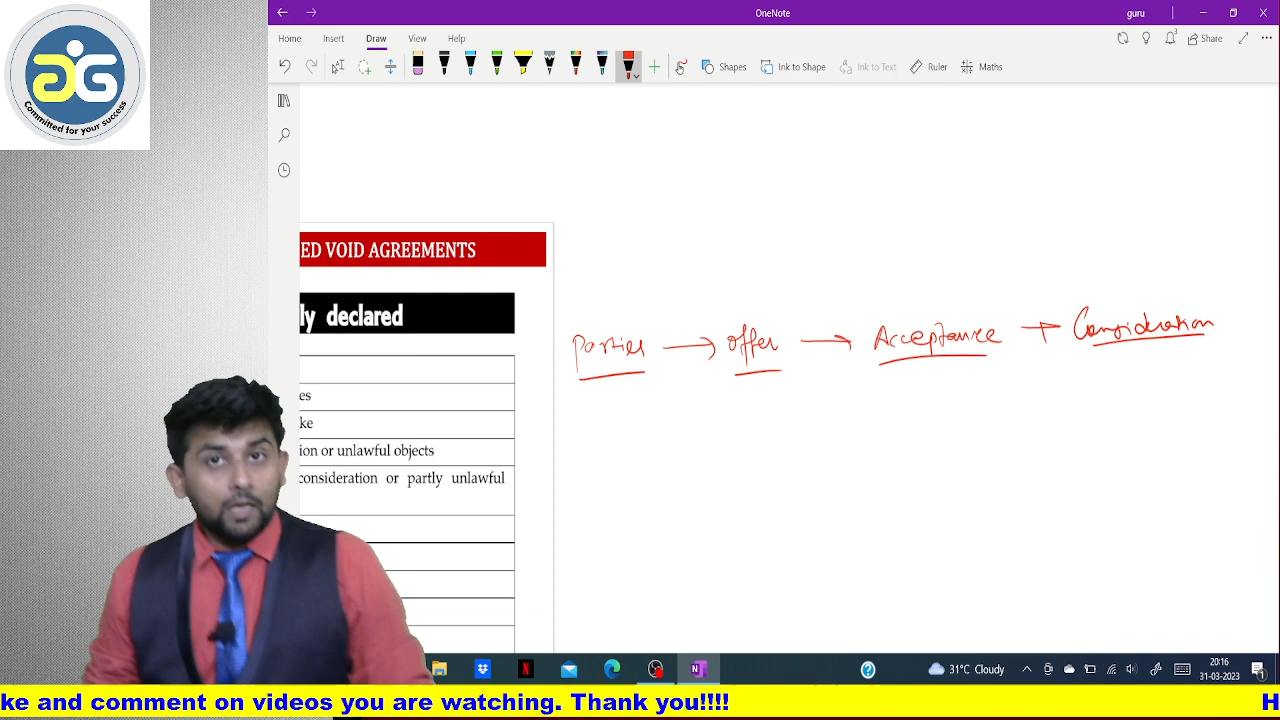 GG
Committed for your success
OneNote
guru
Home Insert Draw View Help
3
Share
Shapes Ink to Shape Ink to Text Ruler Maths
ED VOID AGREEMENTS
ly declared
es
ke
ion or unlawful objects
consideration or partly unlawful
Parties → Offer → Acceptance + Consideration
N
N
31°C Cloudy
20:16
31-03-2023
1
ke and comment on videos you are watching. Thank you!!!!
H